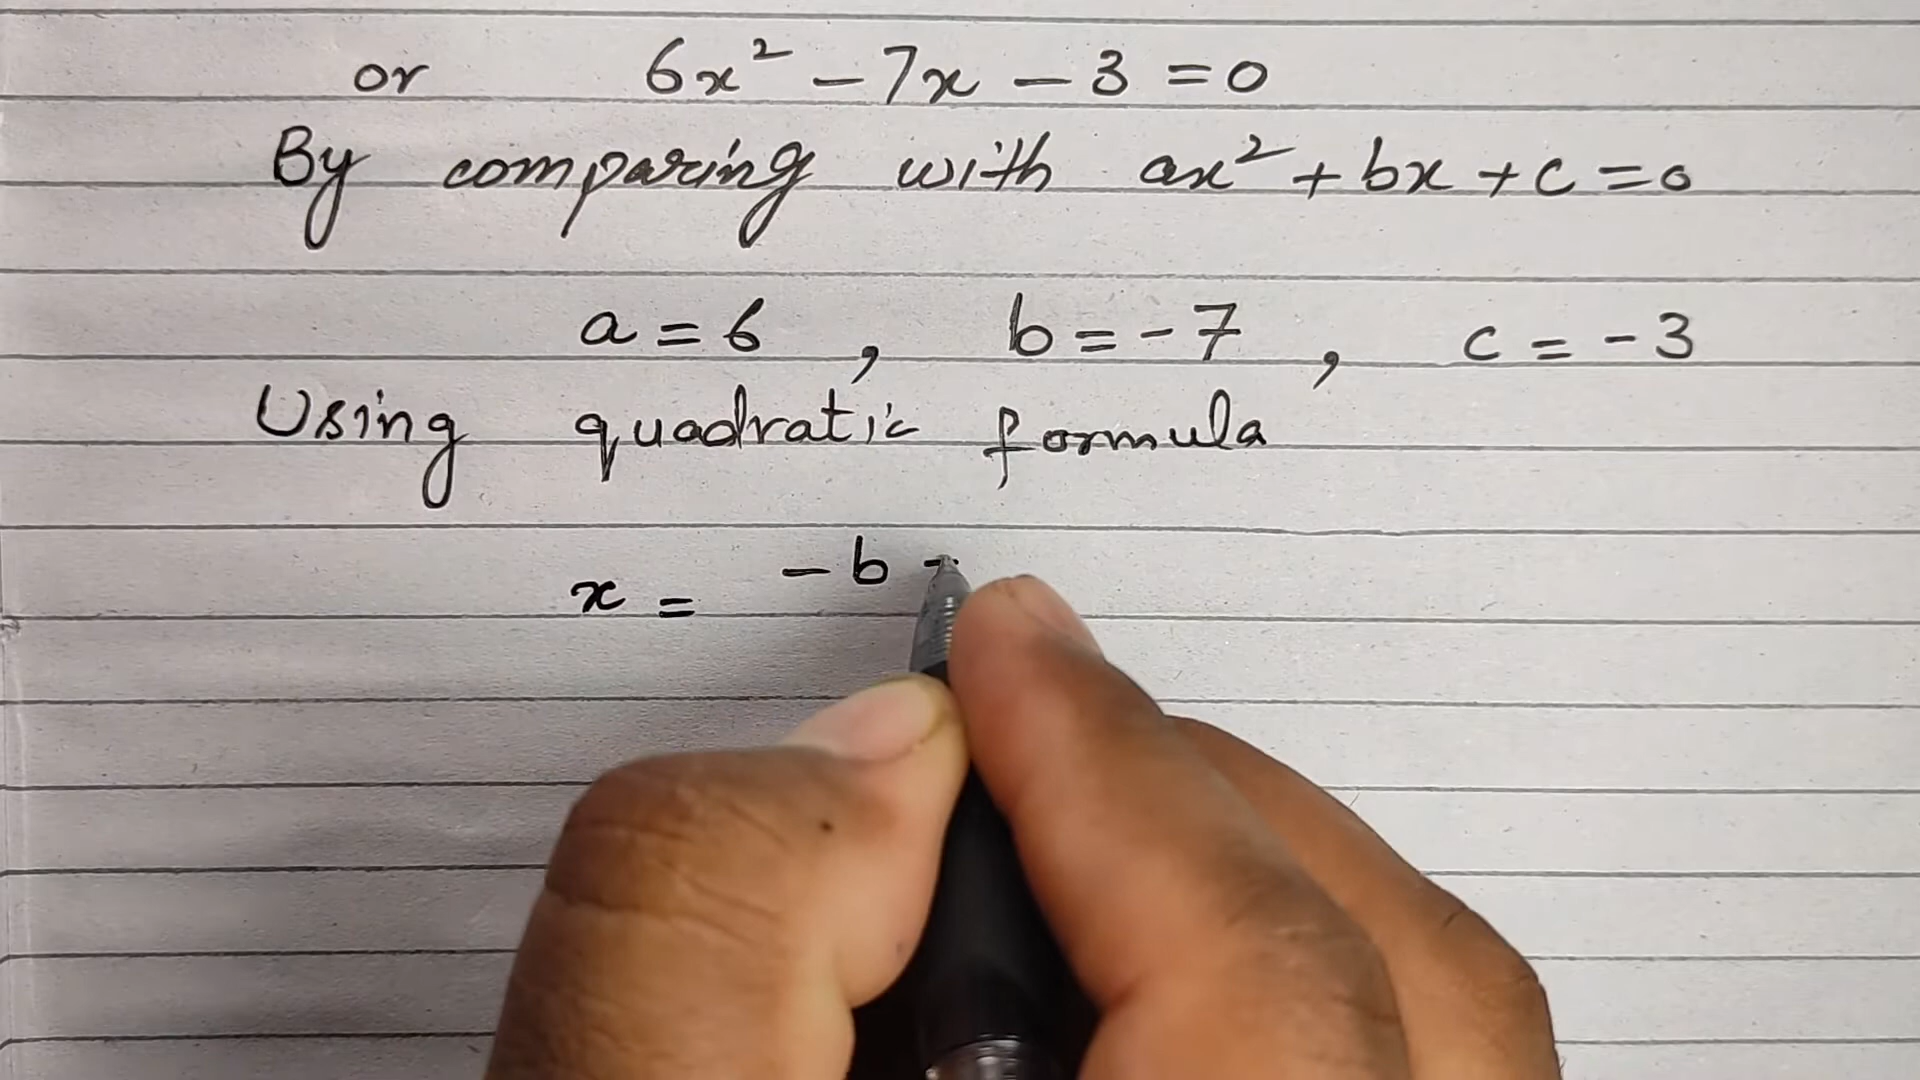 or 6x² - 7x - 3 = 0
By comparing with ax² + bx + c = 0
a = 6 , b = -7 , c = -3
Using quadratic formula
x = -b